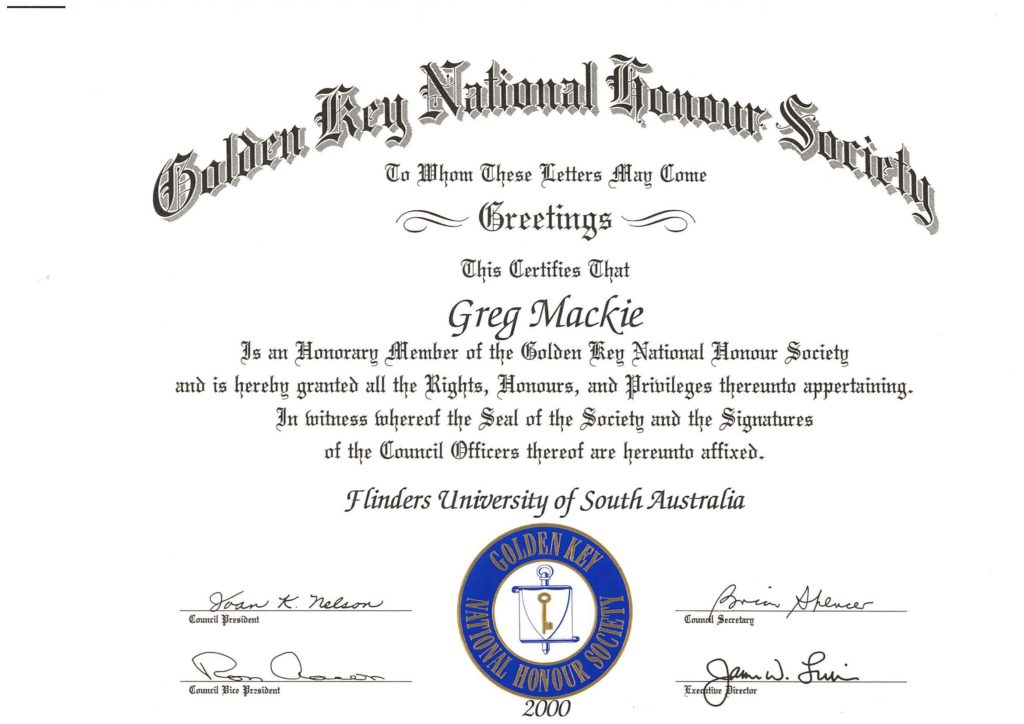 Golden Key National Honour Society
To Whom These Letters May Come
Greetings
This Certifies That
Greg Mackie
Is an Honorary Member of the Golden Key National Honour Society
and is hereby granted all the Rights, Honours, and Privileges thereunto appertaining.
In witness whereof the Seal of the Society and the Signatures
of the Council Officers thereof are hereunto affixed.
Flinders University of South Australia
GOLDEN KEY
NATIONAL HONOUR SOCIETY
2000
Joan K. Nelson
Council President
Brian Spencer
Council Secretary
Ron
Council Vice President
James W.
Executive Director